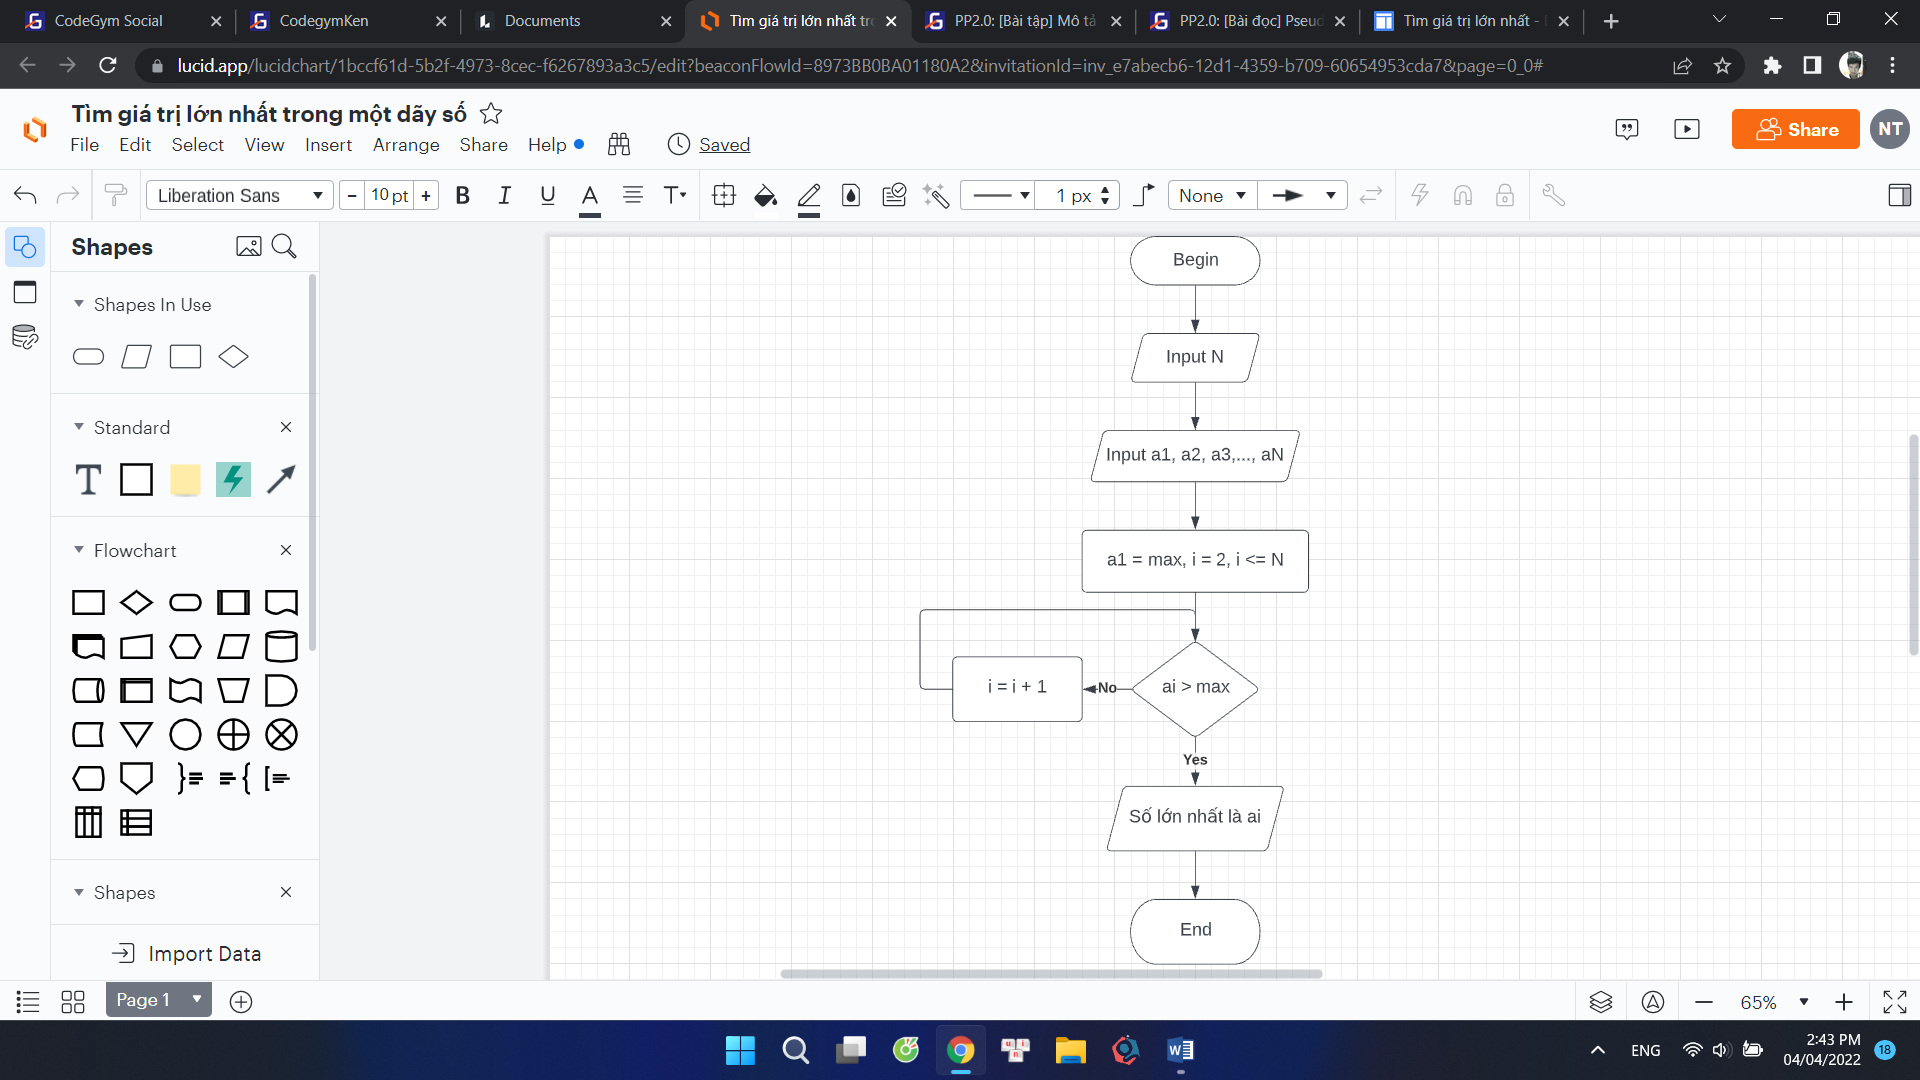 CodeGym Social
CodegymKen
Documents
Tìm giá trị lớn nhất tro
PP2.0: [Bài tập] Mô tả
PP2.0: [Bài đọc] Pseud
Tìm giá trị lớn nhất -
lucid.app/lucidchart/1bccf61d-5b2f-4973-8cec-f6267893a3c5/edit?beaconFlowId=8973BB0BA01180A2&invitationId=inv_e7abecb6-12d1-4359-b709-60654953cda7&page=0_0#
Tìm giá trị lớn nhất trong một dãy số
File Edit Select View Insert Arrange Share Help
Saved
Share
NT
Liberation Sans
− 10 pt +
B I U A T
1 px
None
Shapes
Shapes In Use
Standard
T
Flowchart
Shapes
Import Data
Begin
Input N
Input a1, a2, a3,..., aN
a1 = max, i = 2, i <= N
i = i + 1
No
ai > max
Yes
Số lớn nhất là ai
End
Page 1
65%
ENG
2:43 PM
04/04/2022
18